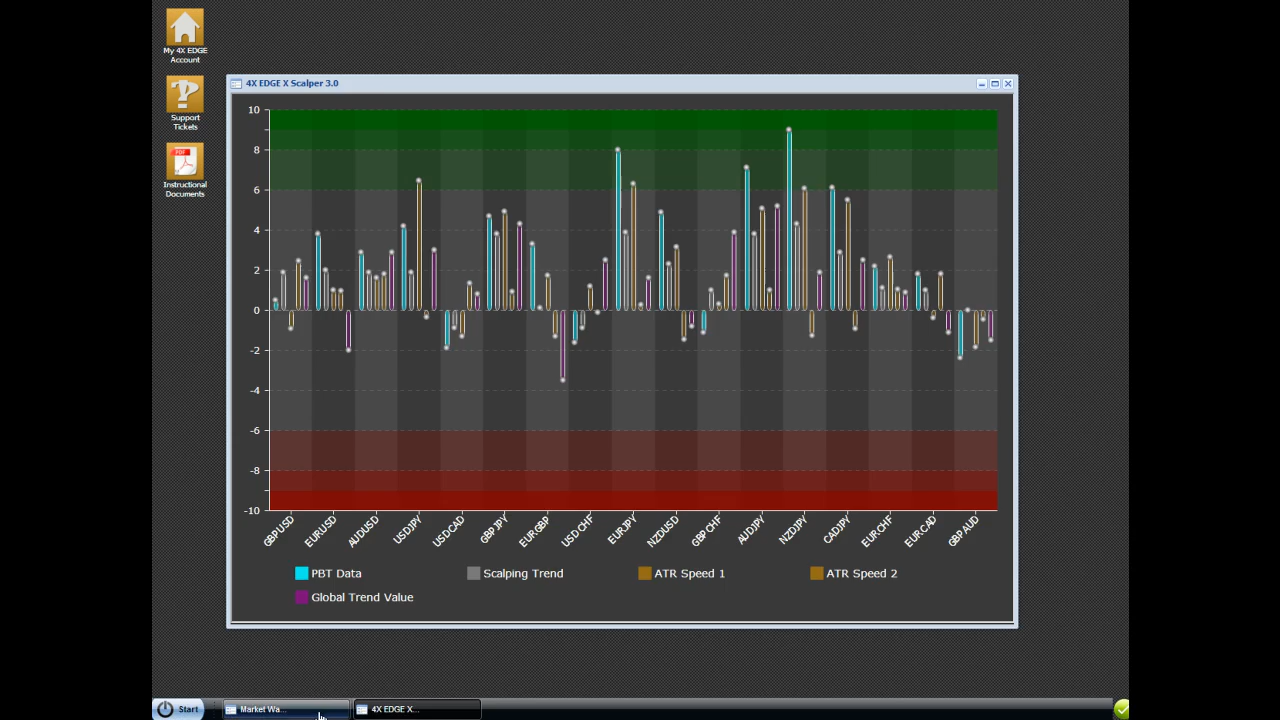 My 4X EDGE
Account
Support
Tickets
PDF
Instructional
Documents
4X EDGE X Scalper 3.0
10
8
6
4
2
0
-2
-4
-6
-8
-10
GBPUSD
EURUSD
AUDUSD
USDJPY
USDCAD
GBPJPY
EURGBP
USDCHF
EURJPY
NZDUSD
GBPCHF
AUDJPY
NZDJPY
CADJPY
EURCHF
EURCAD
GBPAUD
PBT Data
Scalping Trend
ATR Speed 1
ATR Speed 2
Global Trend Value
Start
Market Wa...
4X EDGE X...